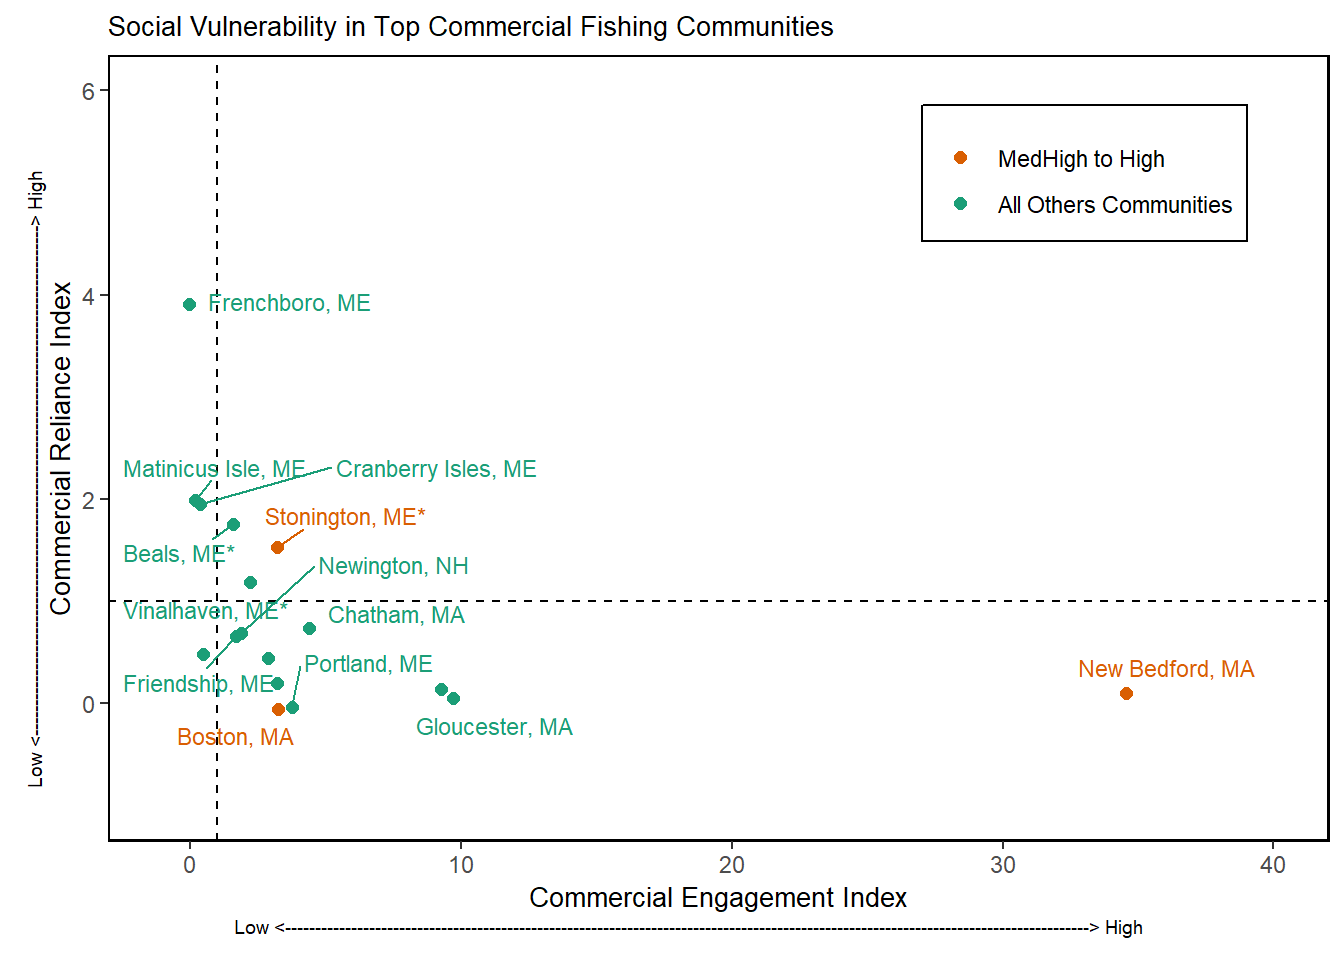 Social Vulnerability in Top Commercial Fishing Communities
6
4
2
0
Commercial Reliance Index
Low <---------------------------------------------------------------> High
MedHigh to High
All Others Communities
Frenchboro, ME
Matinicus Isle, ME
Cranberry Isles, ME
Stonington, ME*
Beals, ME*
Newington, NH
Vinalhaven, ME*
Chatham, MA
Portland, ME
New Bedford, MA
Friendship, ME
Gloucester, MA
Boston, MA
0
10
20
30
40
Commercial Engagement Index
Low <---------------------------------------------------------------> High